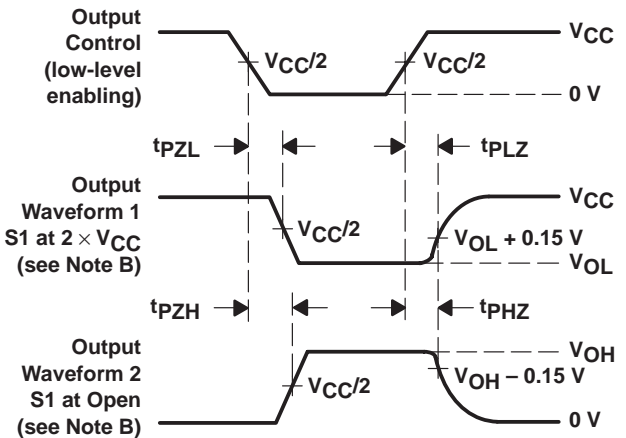 Output
Control
(low-level
enabling)
VCC
VCC/2
VCC/2
0 V
tPZL
tPLZ
Output
Waveform 1
S1 at 2 × VCC
(see Note B)
VCC
VCC/2
VOL + 0.15 V
VOL
tPZH
tPHZ
Output
Waveform 2
S1 at Open
(see Note B)
VOH
VCC/2
VOH – 0.15 V
0 V